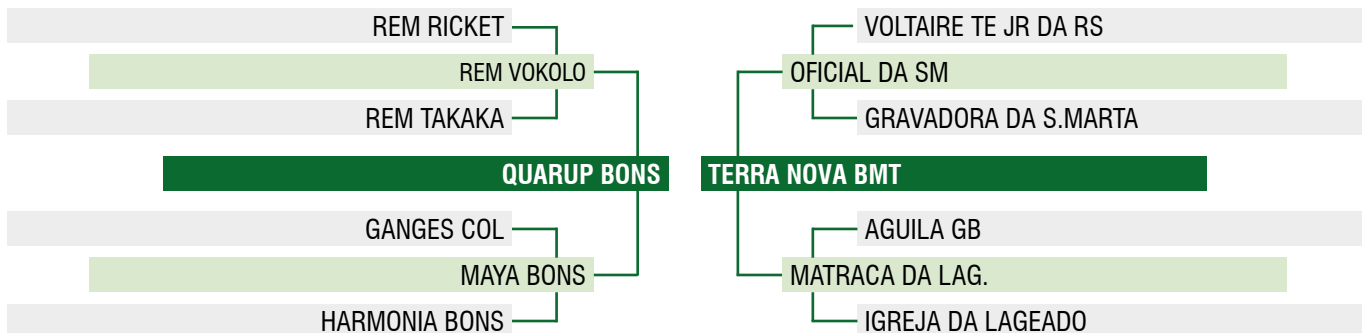 REM RICKET
REM VOKOLO
REM TAKAKA
QUARUP BONS
GANGES COL
MAYA BONS
HARMONIA BONS
VOLTAIRE TE JR DA RS
OFICIAL DA SM
GRAVADORA DA S.MARTA
TERRA NOVA BMT
AGUILA GB
MATRACA DA LAG.
IGREJA DA LAGEADO